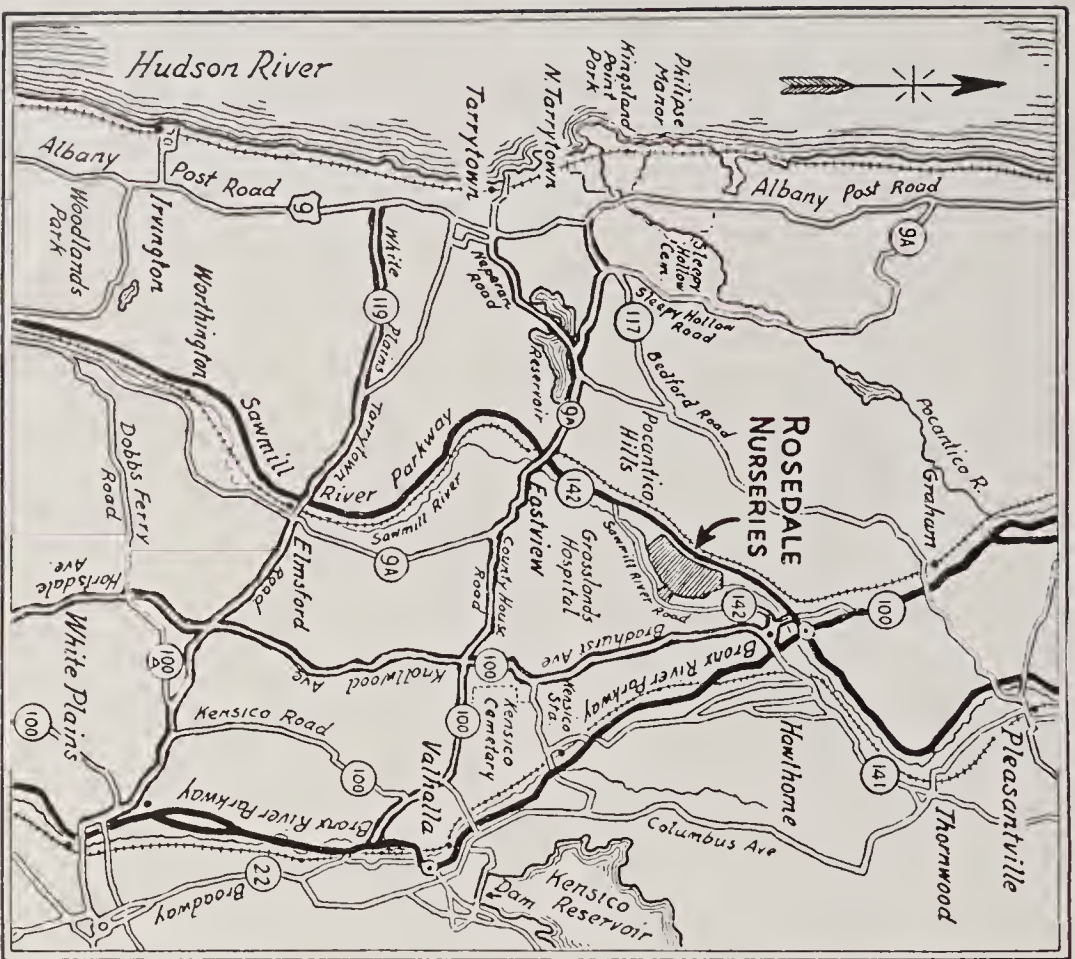 Hudson River
Philipse
Manor
Kingsland
Point
Park
N. Tarrytown
Tarrytown
Albany
Post Road
9
Albany Post Road
9A
Woodlands
Park
Irvington
White
119
Plains
Tarrytown
Road
Neperan
Road
Sleepy
Hollow
Cem.
Sleepy Hollow
Road
117
Bedford Road
Reservoir
9A
Pocantico
Hills
Pocantico R.
Graham
ROSEDALE
NURSERIES
Worthington
Sawmill
River
Parkway
Sawmill River
142
Eastview
Grasslands
Hospital
Sawmill River Road
142
100
Dobbs Ferry
Road
Elmsford
9A
County House
Road
Hartsdale
Ave.
White Plains
100
100
A
Knollwood
Ave
100
Bradhurst Ave
Bronx River Parkway
Kensico
Sta.
Kensico
Cemetery
100
Kensico Road
100
Valhalla
Hawthorne
141
Thornwood
Pleasantville
Columbus Ave
Bronx River Parkway
22
Broadway
Dam
Kensico
Reservoir